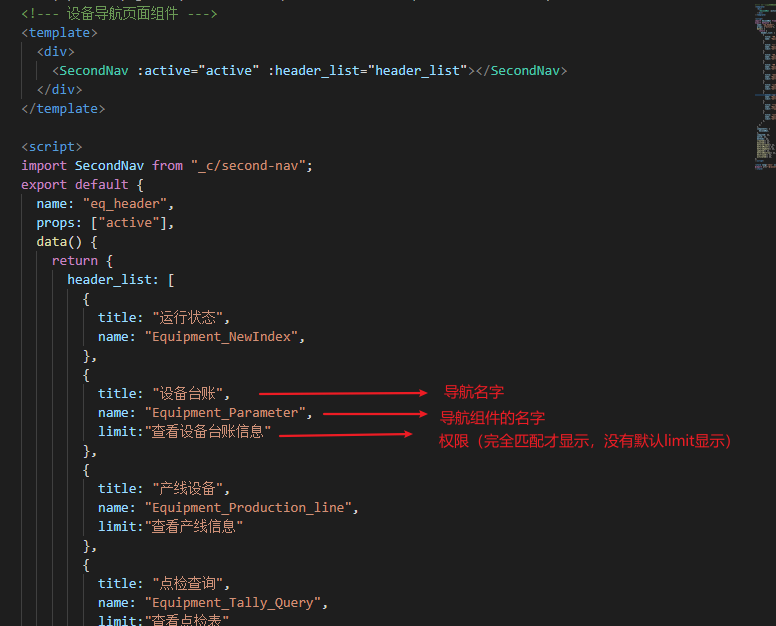 <!--- 设备导航页面组件 --->
<template>
<div>
<SecondNav :active="active" :header_list="header_list"></SecondNav>
</div>
</template>
<script>
import SecondNav from "_c/second-nav";
export default {
name: "eq_header",
props: ["active"],
data() {
return {
header_list: [
{
title: "运行状态",
name: "Equipment_NewIndex",
},
{
title: "设备台账", 导航名字
name: "Equipment_Parameter", 导航组件的名字
limit:"查看设备台账信息" 权限（完全匹配才显示，没有默认limit显示）
},
{
title: "产线设备",
name: "Equipment_Production_line",
limit:"查看产线信息"
},
{
title: "点检查询",
name: "Equipment_Tally_Query",
limit:"查看点检表"